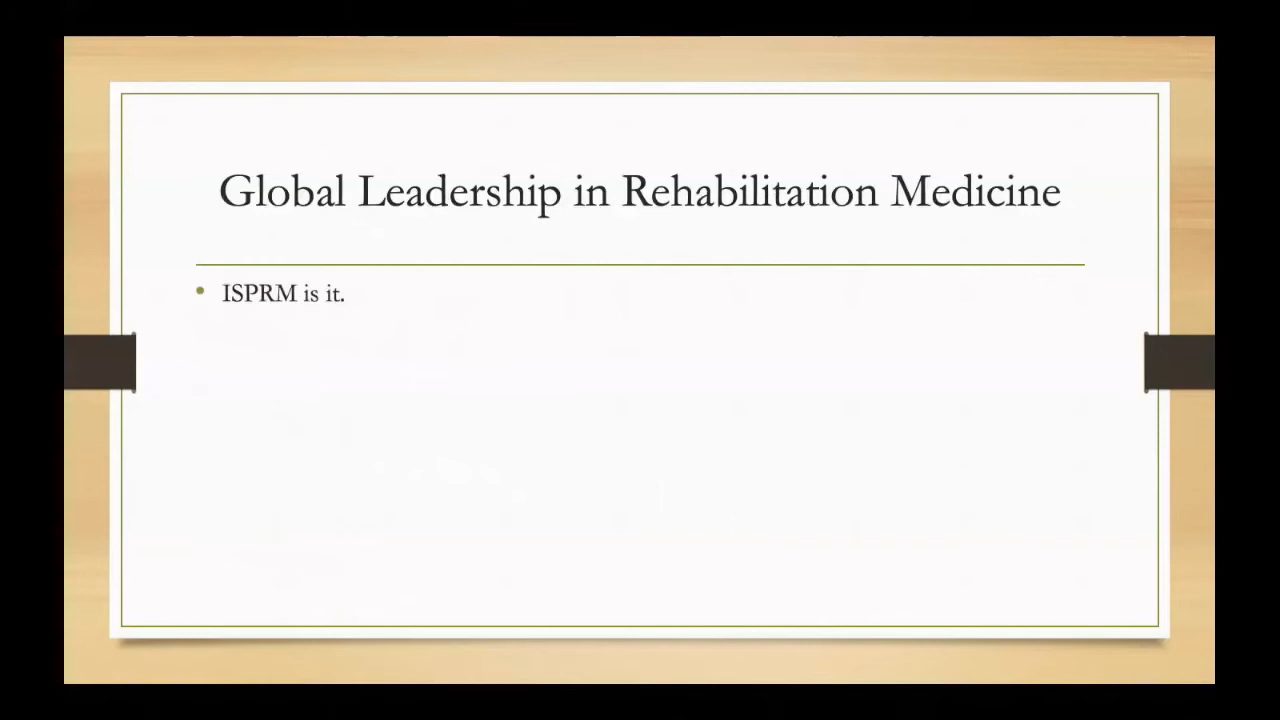 Global Leadership in Rehabilitation Medicine
• ISPRM is it.